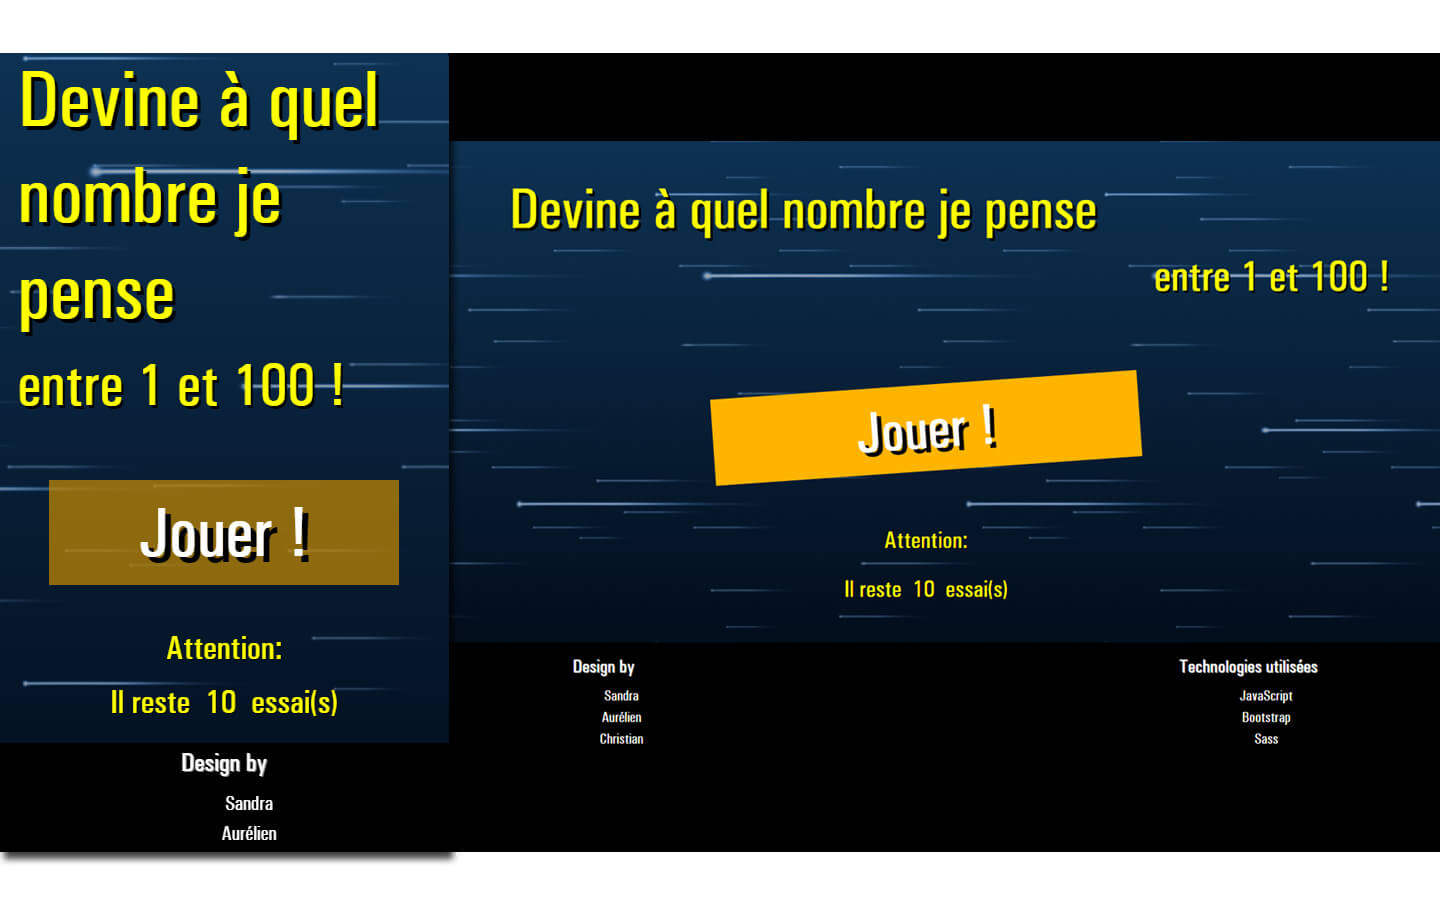 Devine à quel
nombre je
pense
entre 1 et 100 !
Jouer !
Attention:
Il reste 10 essai(s)
Design by
Sandra
Aurélien
Devine à quel nombre je pense
entre 1 et 100 !
Jouer !
Attention:
Il reste 10 essai(s)
Design by
Sandra
Aurélien
Christian
Technologies utilisées
JavaScript
Bootstrap
Sass